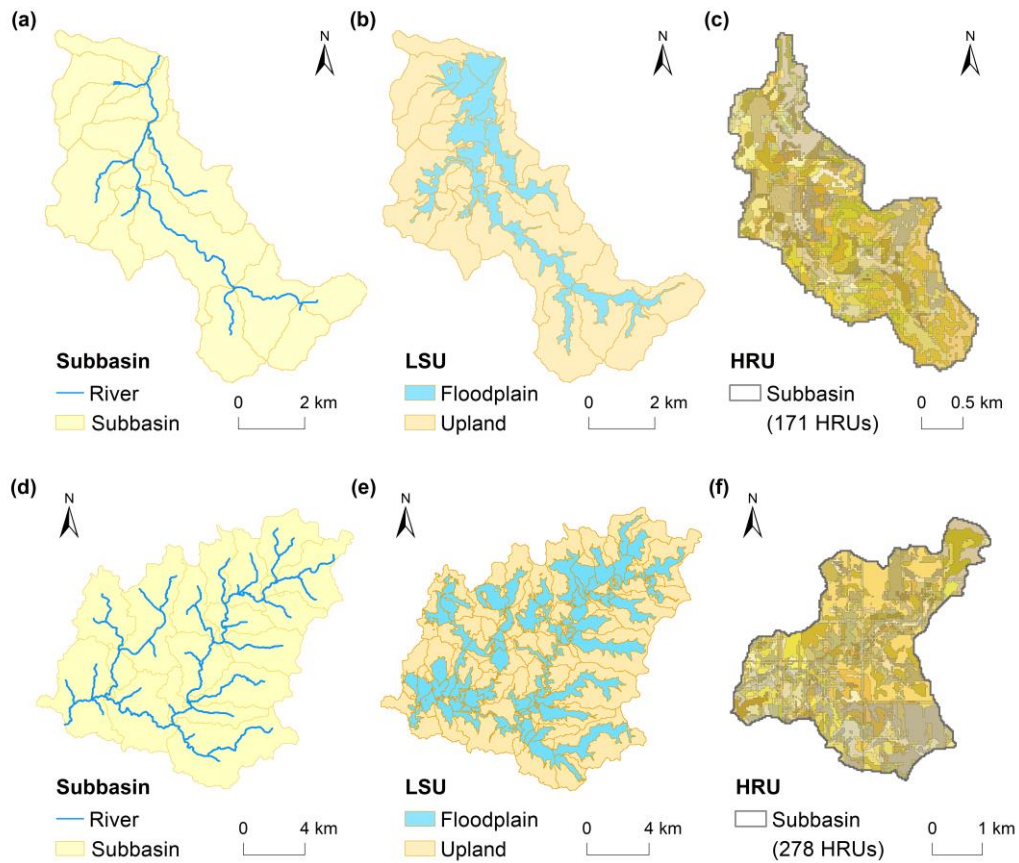 (a)
N
Subbasin
River
Subbasin
0 2 km
(b)
N
LSU
Floodplain
Upland
0 2 km
(c)
N
HRU
Subbasin
(171 HRUs)
0 0.5 km
(d)
N
Subbasin
River
Subbasin
0 4 km
(e)
N
LSU
Floodplain
Upland
0 4 km
(f)
N
HRU
Subbasin
(278 HRUs)
0 1 km